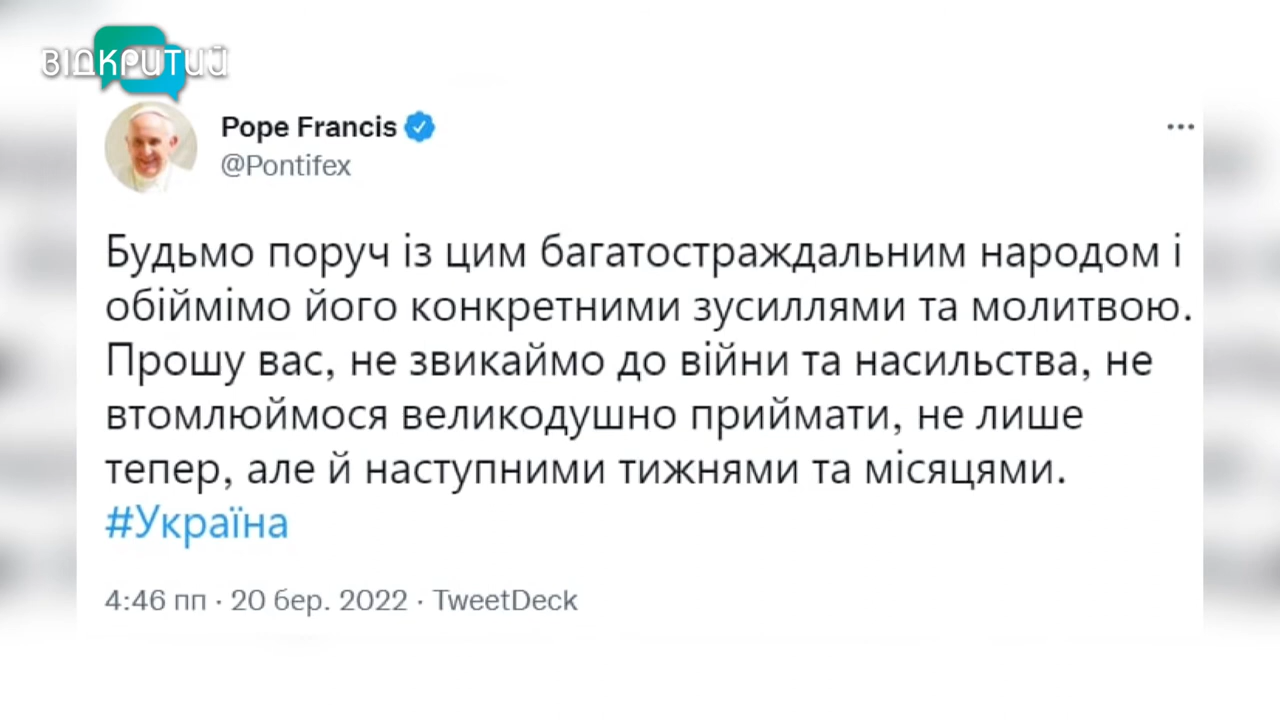 ВІДКРИТИЙ
Pope Francis
@Pontifex
Будьмо поруч із цим багатостраждальним народом і
обіймімо його конкретними зусиллями та молитвою.
Прошу вас, не звикаймо до війни та насильства, не
втомлюймося великодушно приймати, не лише
тепер, але й наступними тижнями та місяцями.
#Україна
4:46 пп · 20 бер. 2022 · TweetDeck